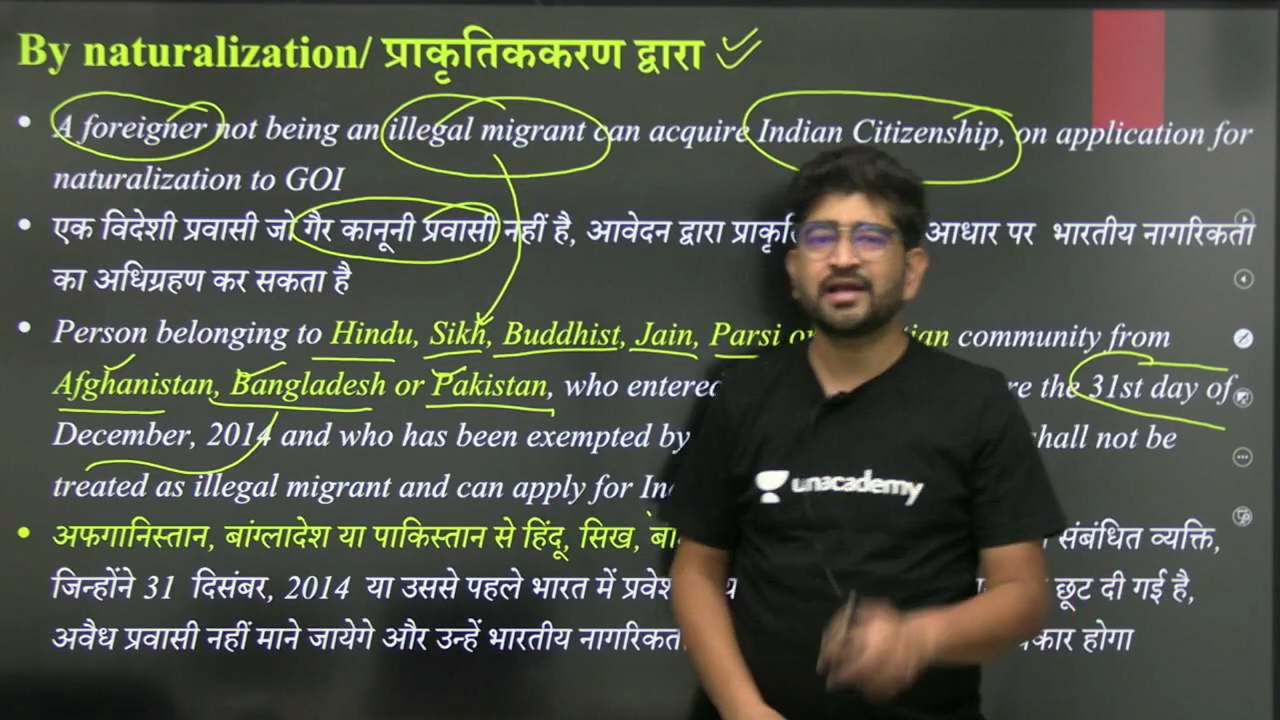 By naturalization/ प्राकृतिककरण द्वारा
• A foreigner not being an illegal migrant can acquire Indian Citizenship, on application for
naturalization to GOI
• एक विदेशी प्रवासी जो गैर कानूनी प्रवासी नहीं है, आवेदन द्वारा आधार पर भारतीय नागरिकता
का अधिग्रहण कर सकता है
• Person belonging to Hindu, Sikh, Buddhist, Jain, Parsi community from
Afghanistan, Bangladesh or Pakistan, who entered the 31st day of
December, 2014 and who has been exempted by shall not be
treated as illegal migrant and can apply for
• अफगानिस्तान, बांग्लादेश या पाकिस्तान से हिंदू, सिख, संबंधित व्यक्ति,
जिन्होंने 31 दिसंबर, 2014 या उससे पहले भारत में छूट दी गई है,
अवैध प्रवासी नहीं माने जायेगे और उन्हें भारतीय होगा
unacademy